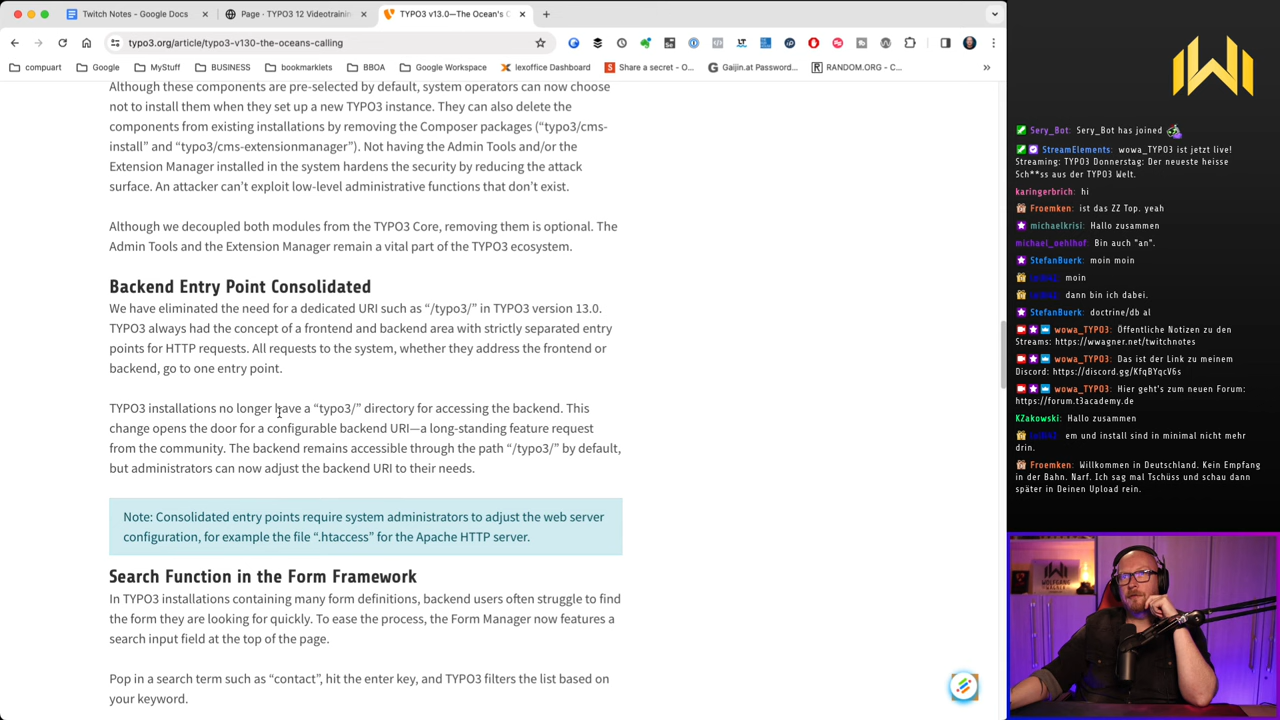 Twitch Notes - Google Docs
Page · TYPO3 12 Videotrainin
TYPO3 v13.0—The Ocean's C
typo3.org/article/typo3-v130-the-oceans-calling
compuart
Google
MyStuff
BUSINESS
bookmarklets
BBOA
Google Workspace
lexoffice Dashboard
Share a secret - O...
Gaijin.at Password...
RANDOM.ORG - C...
Although these components are pre-selected by default, system operators can now choose
not to install them when they set up a new TYPO3 instance. They can also delete the
components from existing installations by removing the Composer packages (“typo3/cms-
install” and “typo3/cms-extensionmanager”). Not having the Admin Tools and/or the
Extension Manager installed in the system hardens the security by reducing the attack
surface. An attacker can’t exploit low-level administrative functions that don’t exist.
Although we decoupled both modules from the TYPO3 Core, removing them is optional. The
Admin Tools and the Extension Manager remain a vital part of the TYPO3 ecosystem.
Backend Entry Point Consolidated
We have eliminated the need for a dedicated URI such as “/typo3/” in TYPO3 version 13.0.
TYPO3 always had the concept of a frontend and backend area with strictly separated entry
points for HTTP requests. All requests to the system, whether they address the frontend or
backend, go to one entry point.
TYPO3 installations no longer have a “typo3/” directory for accessing the backend. This
change opens the door for a configurable backend URI—a long-standing feature request
from the community. The backend remains accessible through the path “/typo3/” by default,
but administrators can now adjust the backend URI to their needs.
Note: Consolidated entry points require system administrators to adjust the web server
configuration, for example the file “.htaccess” for the Apache HTTP server.
Search Function in the Form Framework
In TYPO3 installations containing many form definitions, backend users often struggle to find
the form they are looking for quickly. To ease the process, the Form Manager now features a
search input field at the top of the page.
Pop in a search term such as “contact”, hit the enter key, and TYPO3 filters the list based on
your keyword.
Sery_Bot: Sery_Bot has joined
StreamElements: wowa_TYPO3 ist jetzt live!
Streaming: TYPO3 Donnerstag: Der neueste heisse
Sch**ss aus der TYPO3 Welt.
karingerbrich: hi
Froemken: ist das ZZ Top. yeah
michaelkrisi: Hallo zusammen
michael_oehlhof: Bin auch "an".
StefanBuerk: moin moin
moin
dann bin ich dabei.
StefanBuerk: doctrine/db al
wowa_TYPO3: Öffentliche Notizen zu den
Streams: https://wwagner.net/twitchnotes
wowa_TYPO3: Das ist der Link zu meinem
Discord: https://discord.gg/KfqBYqcV6s
wowa_TYPO3: Hier geht's zum neuen Forum:
https://forum.t3academy.de
KZakowski: Hallo zusammen
em und install sind in minimal nicht mehr
drin.
Froemken: Willkommen in Deutschland. Kein Empfang
in der Bahn. Narf. Ich sag mal Tschüss und schau dann
später in Deinen Upload rein.